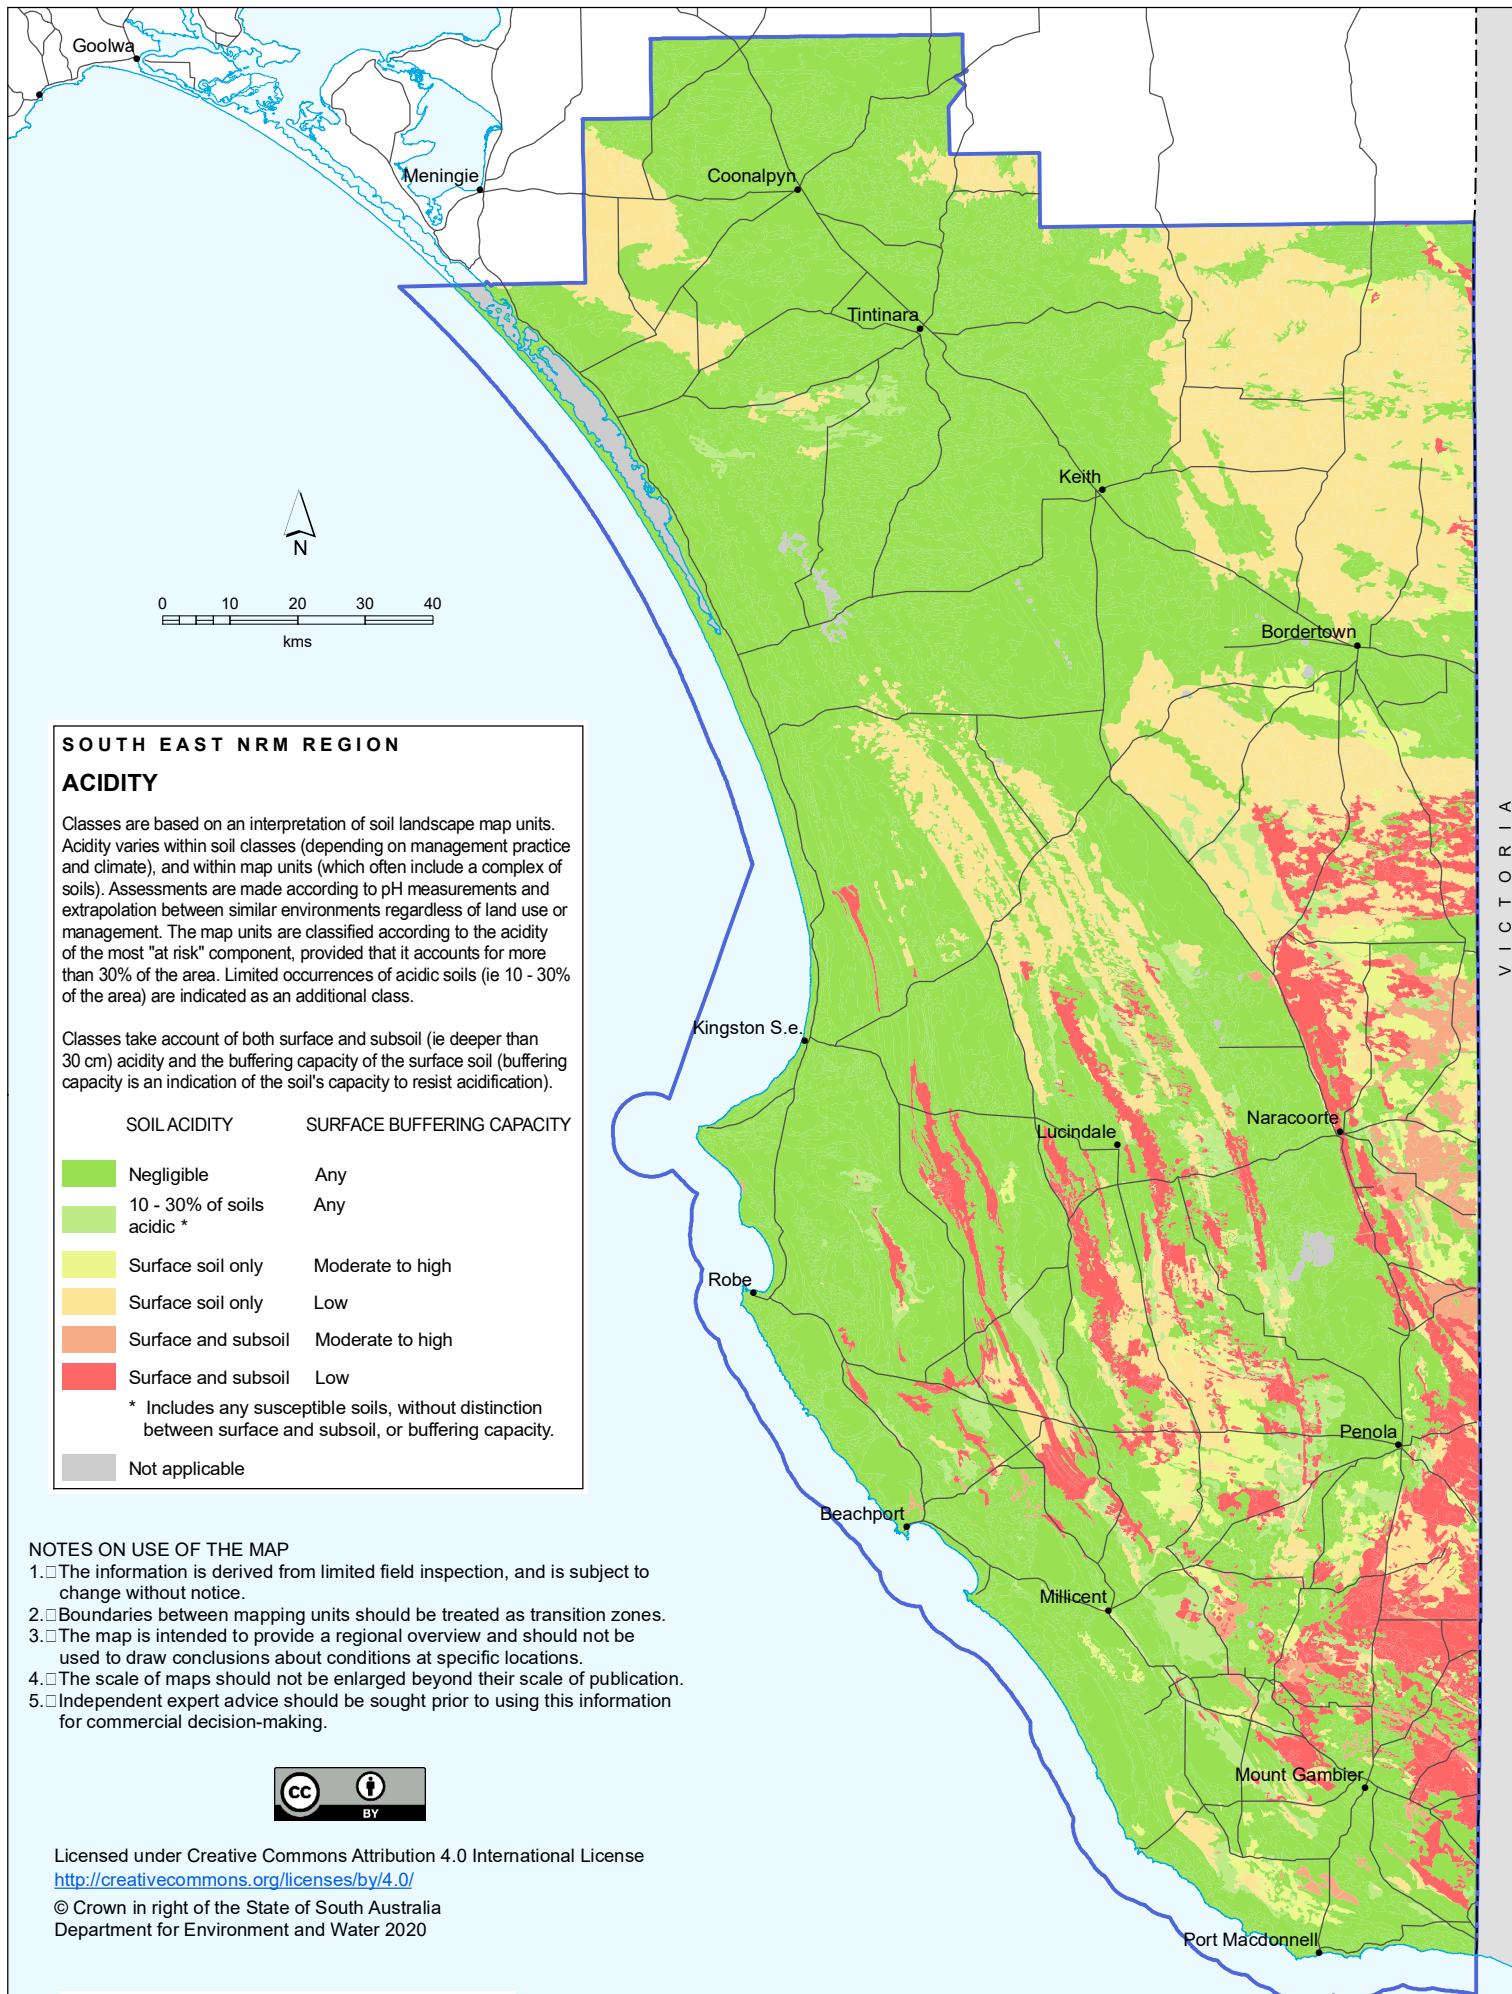 Goolwa
Meningie
Coonalpyn
Tintinara
Keith
N
0 10 20 30 40
kms
Bordertown
SOUTH EAST NRM REGION
ACIDITY
Classes are based on an interpretation of soil landscape map units.
Acidity varies within soil classes (depending on management practice
and climate), and within map units (which often include a complex of
soils). Assessments are made according to pH measurements and
extrapolation between similar environments regardless of land use or
management. The map units are classified according to the acidity
of the most "at risk" component, provided that it accounts for more
than 30% of the area. Limited occurrences of acidic soils (ie 10 - 30%
of the area) are indicated as an additional class.
Classes take account of both surface and subsoil (ie deeper than
30 cm) acidity and the buffering capacity of the surface soil (buffering
capacity is an indication of the soil's capacity to resist acidification).
SOIL ACIDITY SURFACE BUFFERING CAPACITY
Negligible Any
10 - 30% of soils Any
acidic *
Surface soil only Moderate to high
Surface soil only Low
Surface and subsoil Moderate to high
Surface and subsoil Low
* Includes any susceptible soils, without distinction
between surface and subsoil, or buffering capacity.
Not applicable
VICTORIA
Kingston S.e.
Lucindale
Naracoorte
Robe
Penola
Beachport
Millicent
Mount Gambier
Port Macdonnell
NOTES ON USE OF THE MAP
1. The information is derived from limited field inspection, and is subject to
change without notice.
2. Boundaries between mapping units should be treated as transition zones.
3. The map is intended to provide a regional overview and should not be
used to draw conclusions about conditions at specific locations.
4. The scale of maps should not be enlarged beyond their scale of publication.
5. Independent expert advice should be sought prior to using this information
for commercial decision-making.
cc
BY
Licensed under Creative Commons Attribution 4.0 International License
http://creativecommons.org/licenses/by/4.0/
© Crown in right of the State of South Australia
Department for Environment and Water 2020